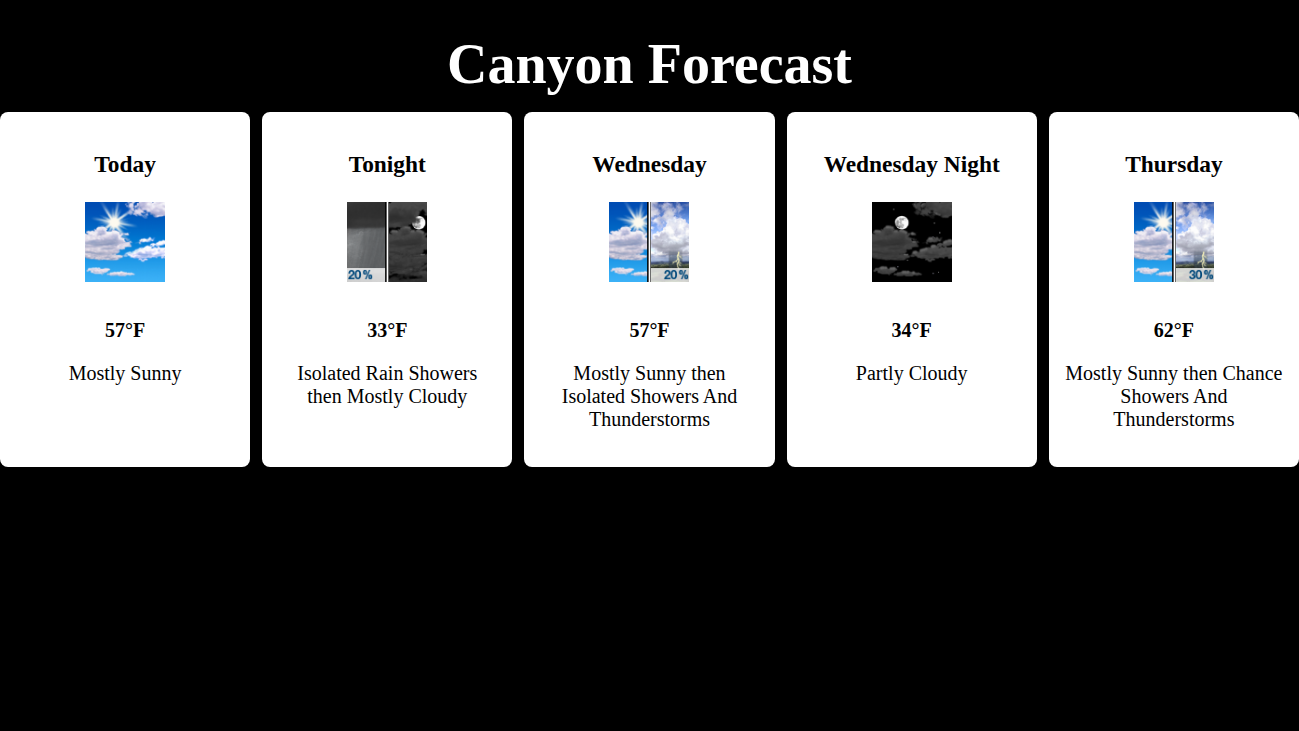 Canyon Forecast
Today
57°F
Mostly Sunny
Tonight
20%
33°F
Isolated Rain Showers
then Mostly Cloudy
Wednesday
20%
57°F
Mostly Sunny then
Isolated Showers And
Thunderstorms
Wednesday Night
34°F
Partly Cloudy
Thursday
30%
62°F
Mostly Sunny then Chance
Showers And
Thunderstorms